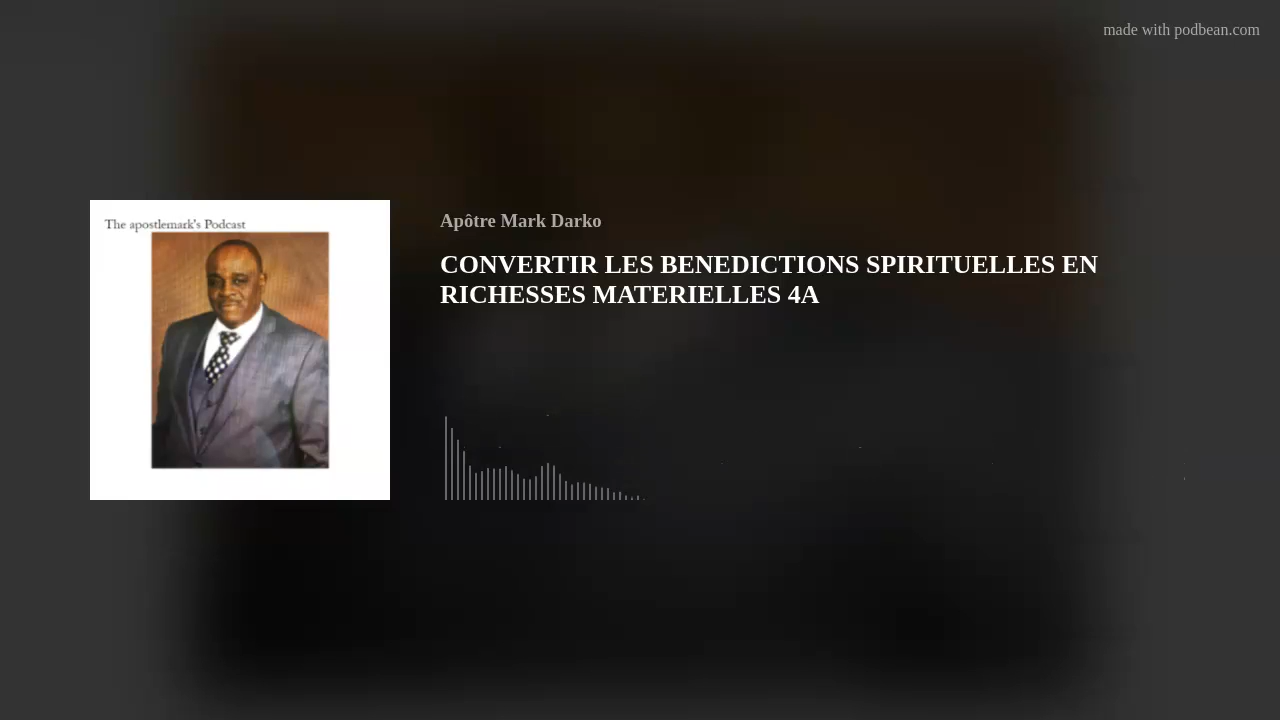 made with podbean.com
The apostlemark's Podcast
Apôtre Mark Darko
CONVERTIR LES BENEDICTIONS SPIRITUELLES EN
RICHESSES MATERIELLES 4A